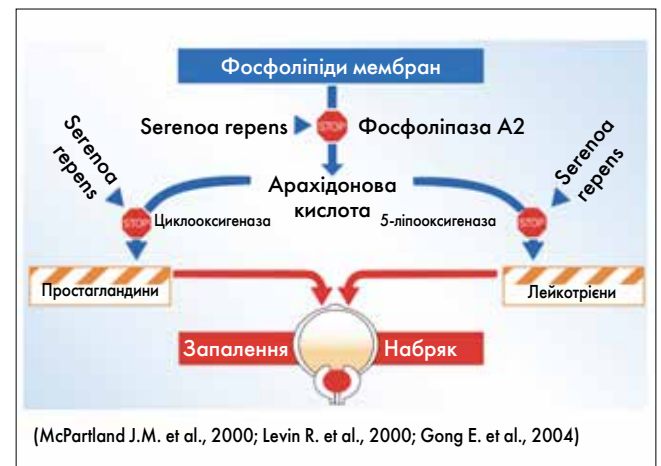 Фосфоліпіди мембран
Serenoa repens
STOP
Фосфоліпаза А2
Serenoa
repens
Serenoa
repens
Арахідонова
кислота
STOP
Циклооксигеназа
5-ліпооксигеназа
STOP
Простагландини
Лейкотрієни
Запалення
Набряк
(McPartland J.M. et al., 2000; Levin R. et al., 2000; Gong E. et al., 2004)